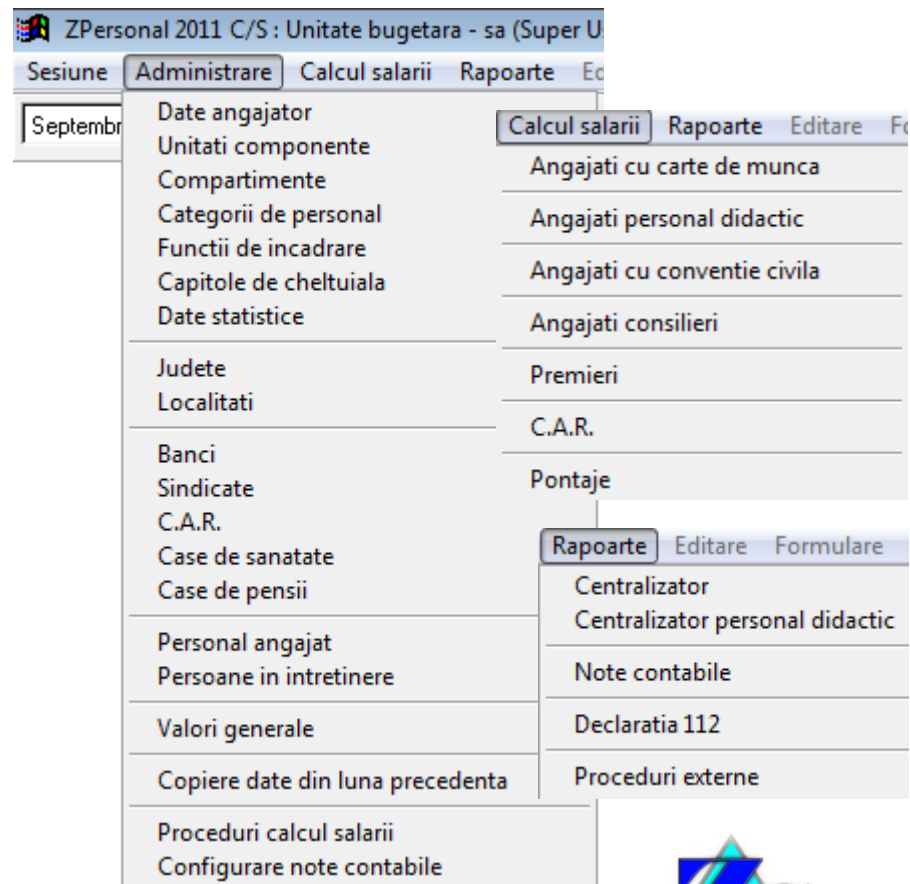 ZPersonal 2011 C/S : Unitate bugetara - sa (Super U
Sesiune Administrare Calcul salarii Rapoarte Ed
Septembr
Date angajator
Unitati componente
Compartimente
Categorii de personal
Functii de incadrare
Capitole de cheltuiala
Date statistice
Judete
Localitati
Banci
Sindicate
C.A.R.
Case de sanatate
Case de pensii
Personal angajat
Persoane in intretinere
Valori generale
Copiere date din luna precedenta
Proceduri calcul salarii
Configurare note contabile
Calcul salarii Rapoarte Editare Fo
Angajati cu carte de munca
Angajati personal didactic
Angajati cu conventie civila
Angajati consilieri
Premieri
C.A.R.
Pontaje
Rapoarte Editare Formulare
Centralizator
Centralizator personal didactic
Note contabile
Declaratia 112
Proceduri externe